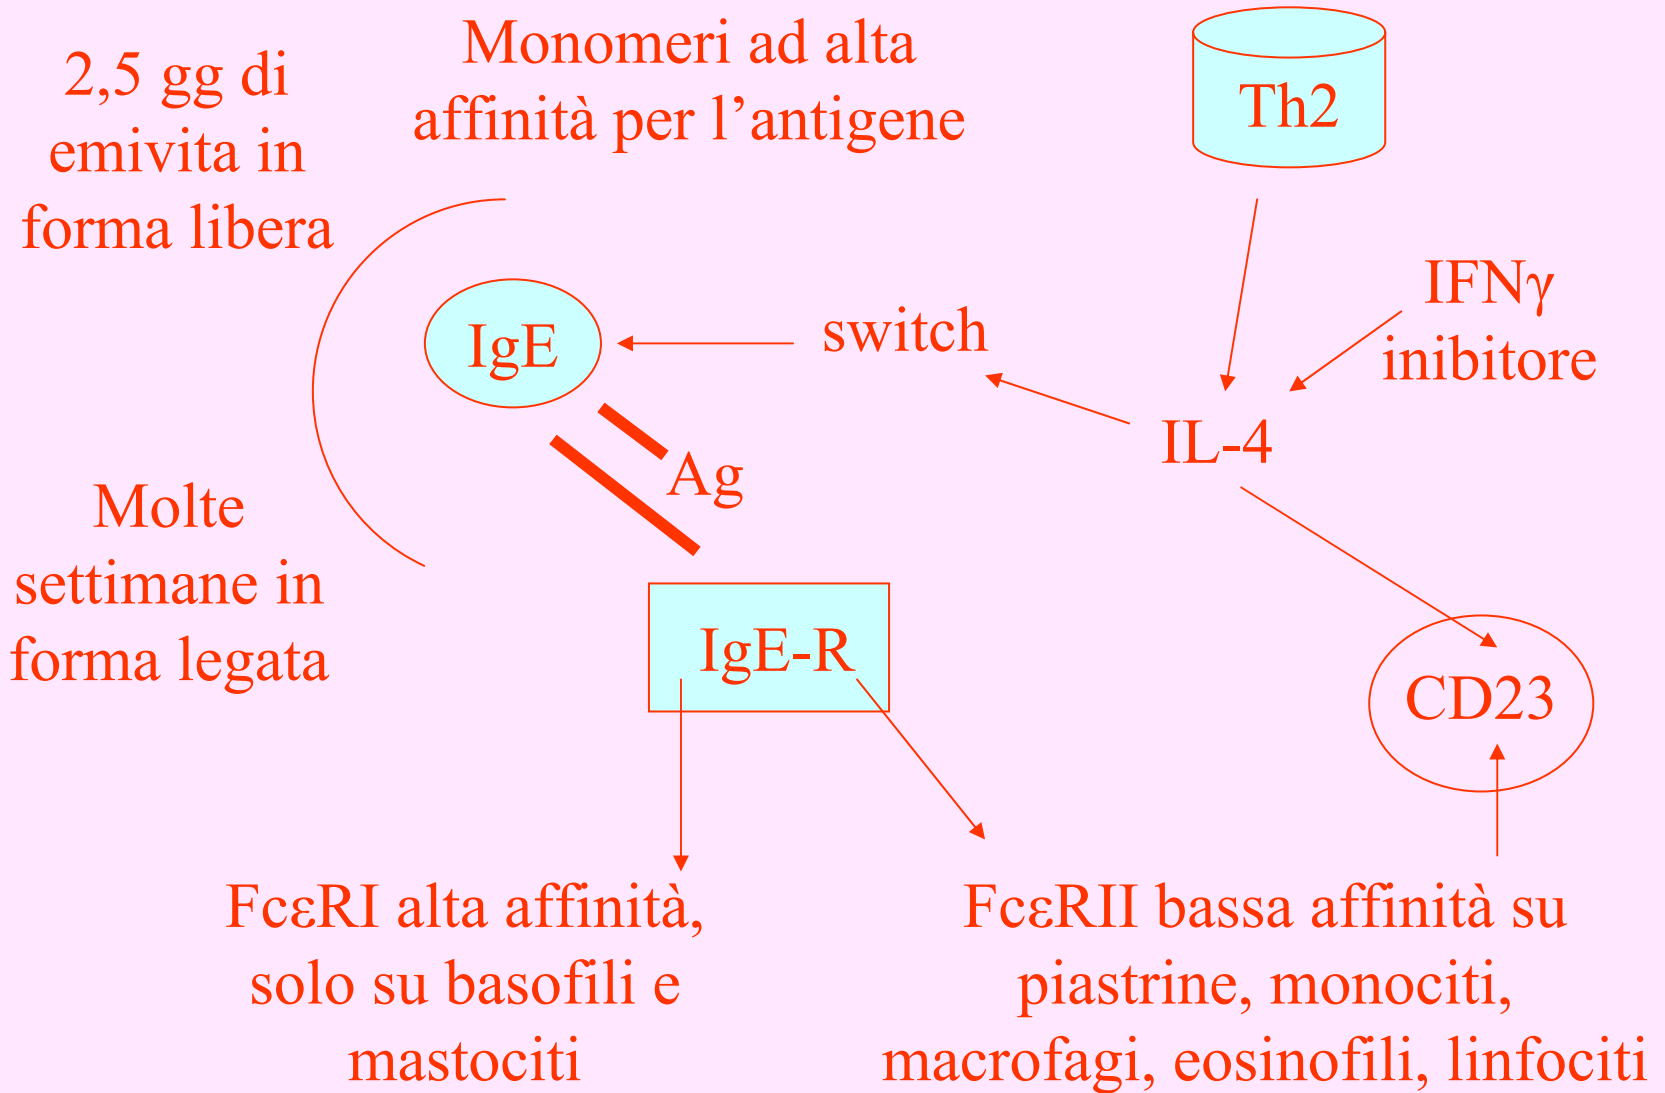 2,5 gg di
emivita in
forma libera
Monomeri ad alta
affinità per l’antigene
Th2
IFNγ
inibitore
IgE
switch
IL-4
Ag
Molte
settimane in
forma legata
IgE-R
CD23
FcεRI alta affinità,
solo su basofili e
mastociti
FcεRII bassa affinità su
piastrine, monociti,
macrofagi, eosinofili, linfociti